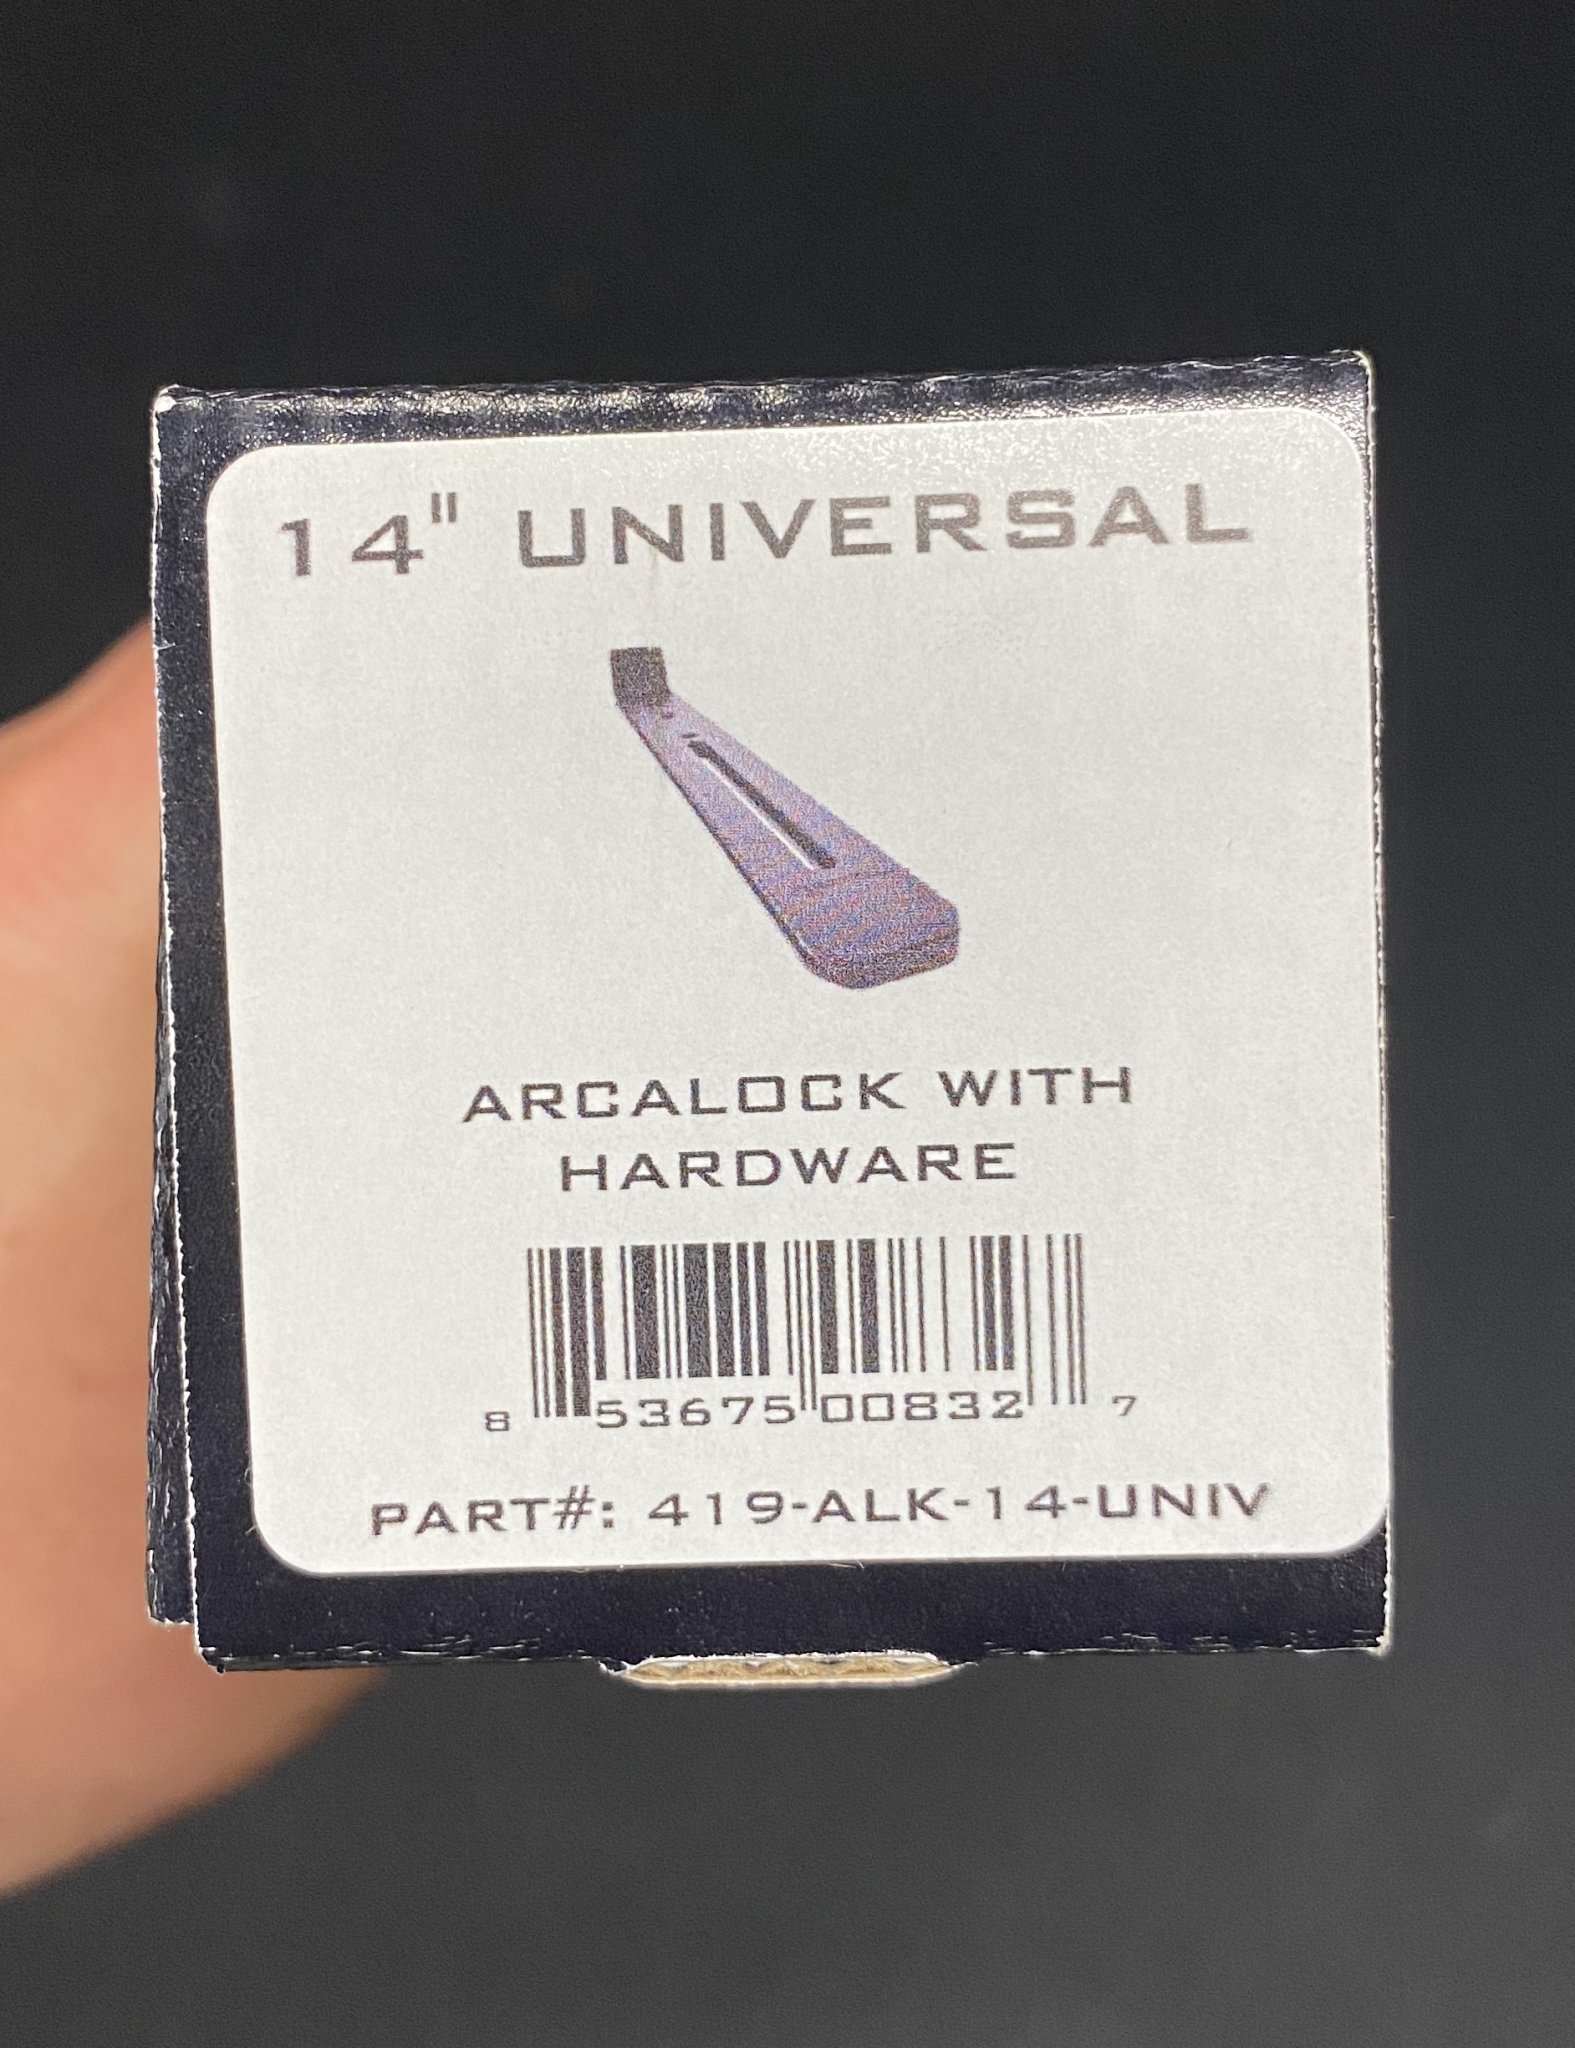 14" UNIVERSAL
ARCALOCK WITH
HARDWARE
8 53675 00832 7
PART#: 419-ALK-14-UNIV